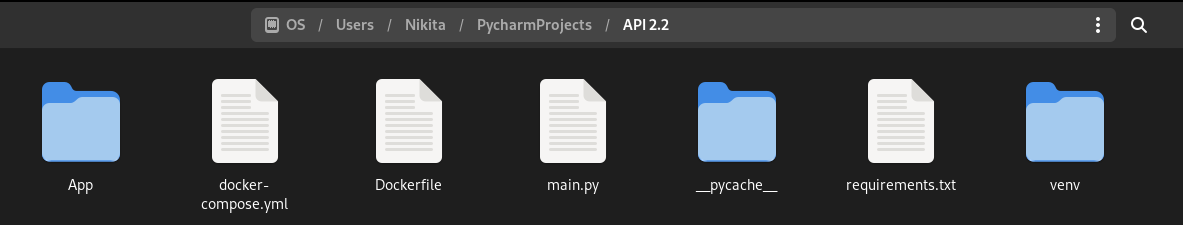 OS / Users / Nikita / PycharmProjects / API 2.2
App
docker-
compose.yml
Dockerfile
main.py
__pycache__
requirements.txt
venv